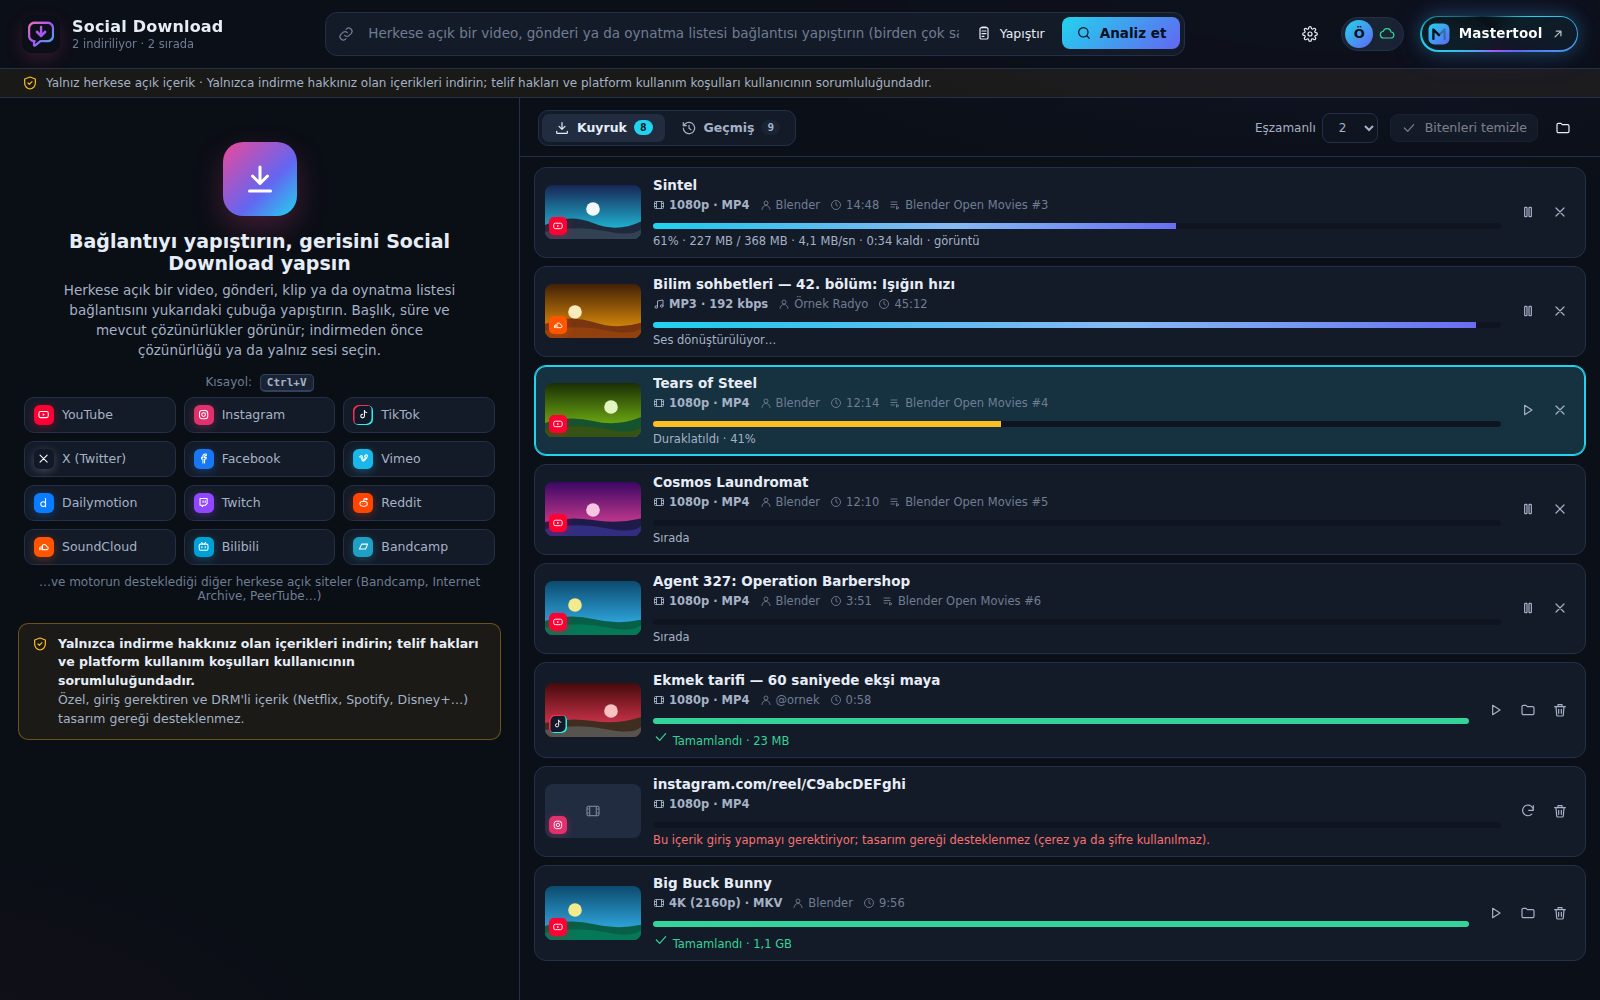 Social Download
2 indiriliyor · 2 sırada
Herkese açık bir video, gönderi ya da oynatma listesi bağlantısı yapıştırın (birden çok
Yapıştır
Analiz et
Ö
Mastertool
Yalnız herkese açık içerik · Yalnızca indirme hakkınız olan içerikleri indirin; telif hakları ve platform kullanım koşulları kullanıcının sorumluluğundadır.
Bağlantıyı yapıştırın, gerisini Social
Download yapsın
Herkese açık bir video, gönderi, klip ya da oynatma listesi
bağlantısını yukarıdaki çubuğa yapıştırın. Başlık, süre ve
mevcut çözünürlükler görünür; indirmeden önce
çözünürlüğü ya da yalnız sesi seçin.
Kısayol: Ctrl+V
YouTube
Instagram
TikTok
X (Twitter)
Facebook
Vimeo
Dailymotion
Twitch
Reddit
SoundCloud
Bilibili
Bandcamp
...ve motorun desteklediği diğer herkese açık siteler (Bandcamp, Internet
Archive, PeerTube...)
Yalnızca indirme hakkınız olan içerikleri indirin; telif hakları
ve platform kullanım koşulları kullanıcının
sorumluluğundadır.
Özel, giriş gerektiren ve DRM'li içerik (Netflix, Spotify, Disney+...)
tasarım gereği desteklenmez.
Kuyruk 8
Geçmiş 9
Eşzamanlı 2
Bitenleri temizle
Sintel
1080p · MP4 Blender 14:48 Blender Open Movies #3
61% · 227 MB / 368 MB · 4,1 MB/sn · 0:34 kaldı · görüntü
Bilim sohbetleri — 42. bölüm: Işığın hızı
MP3 · 192 kbps Örnek Radyo 45:12
Ses dönüştürülüyor...
Tears of Steel
1080p · MP4 Blender 12:14 Blender Open Movies #4
Duraklatıldı · 41%
Cosmos Laundromat
1080p · MP4 Blender 12:10 Blender Open Movies #5
Sırada
Agent 327: Operation Barbershop
1080p · MP4 Blender 3:51 Blender Open Movies #6
Sırada
Ekmek tarifi — 60 saniyede ekşi maya
1080p · MP4 @ornek 0:58
Tamamlandı · 23 MB
instagram.com/reel/C9abcDEFghi
1080p · MP4
Bu içerik giriş yapmayı gerektiriyor; tasarım gereği desteklenmez (çerez ya da şifre kullanılmaz).
Big Buck Bunny
4K (2160p) · MKV Blender 9:56
Tamamlandı · 1,1 GB